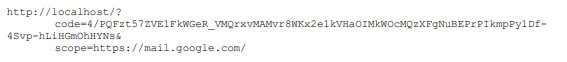 http://localhost/?
code=4/PQFzt57ZVE1FkWGeR_VMQrxvMAMvr8WKx2e1kVHaOIMkWOcMQzXFgNuBEPrPIkmpPy1Df-
4Svp-hLiHGmOhHYNs&
scope=https://mail.google.com/